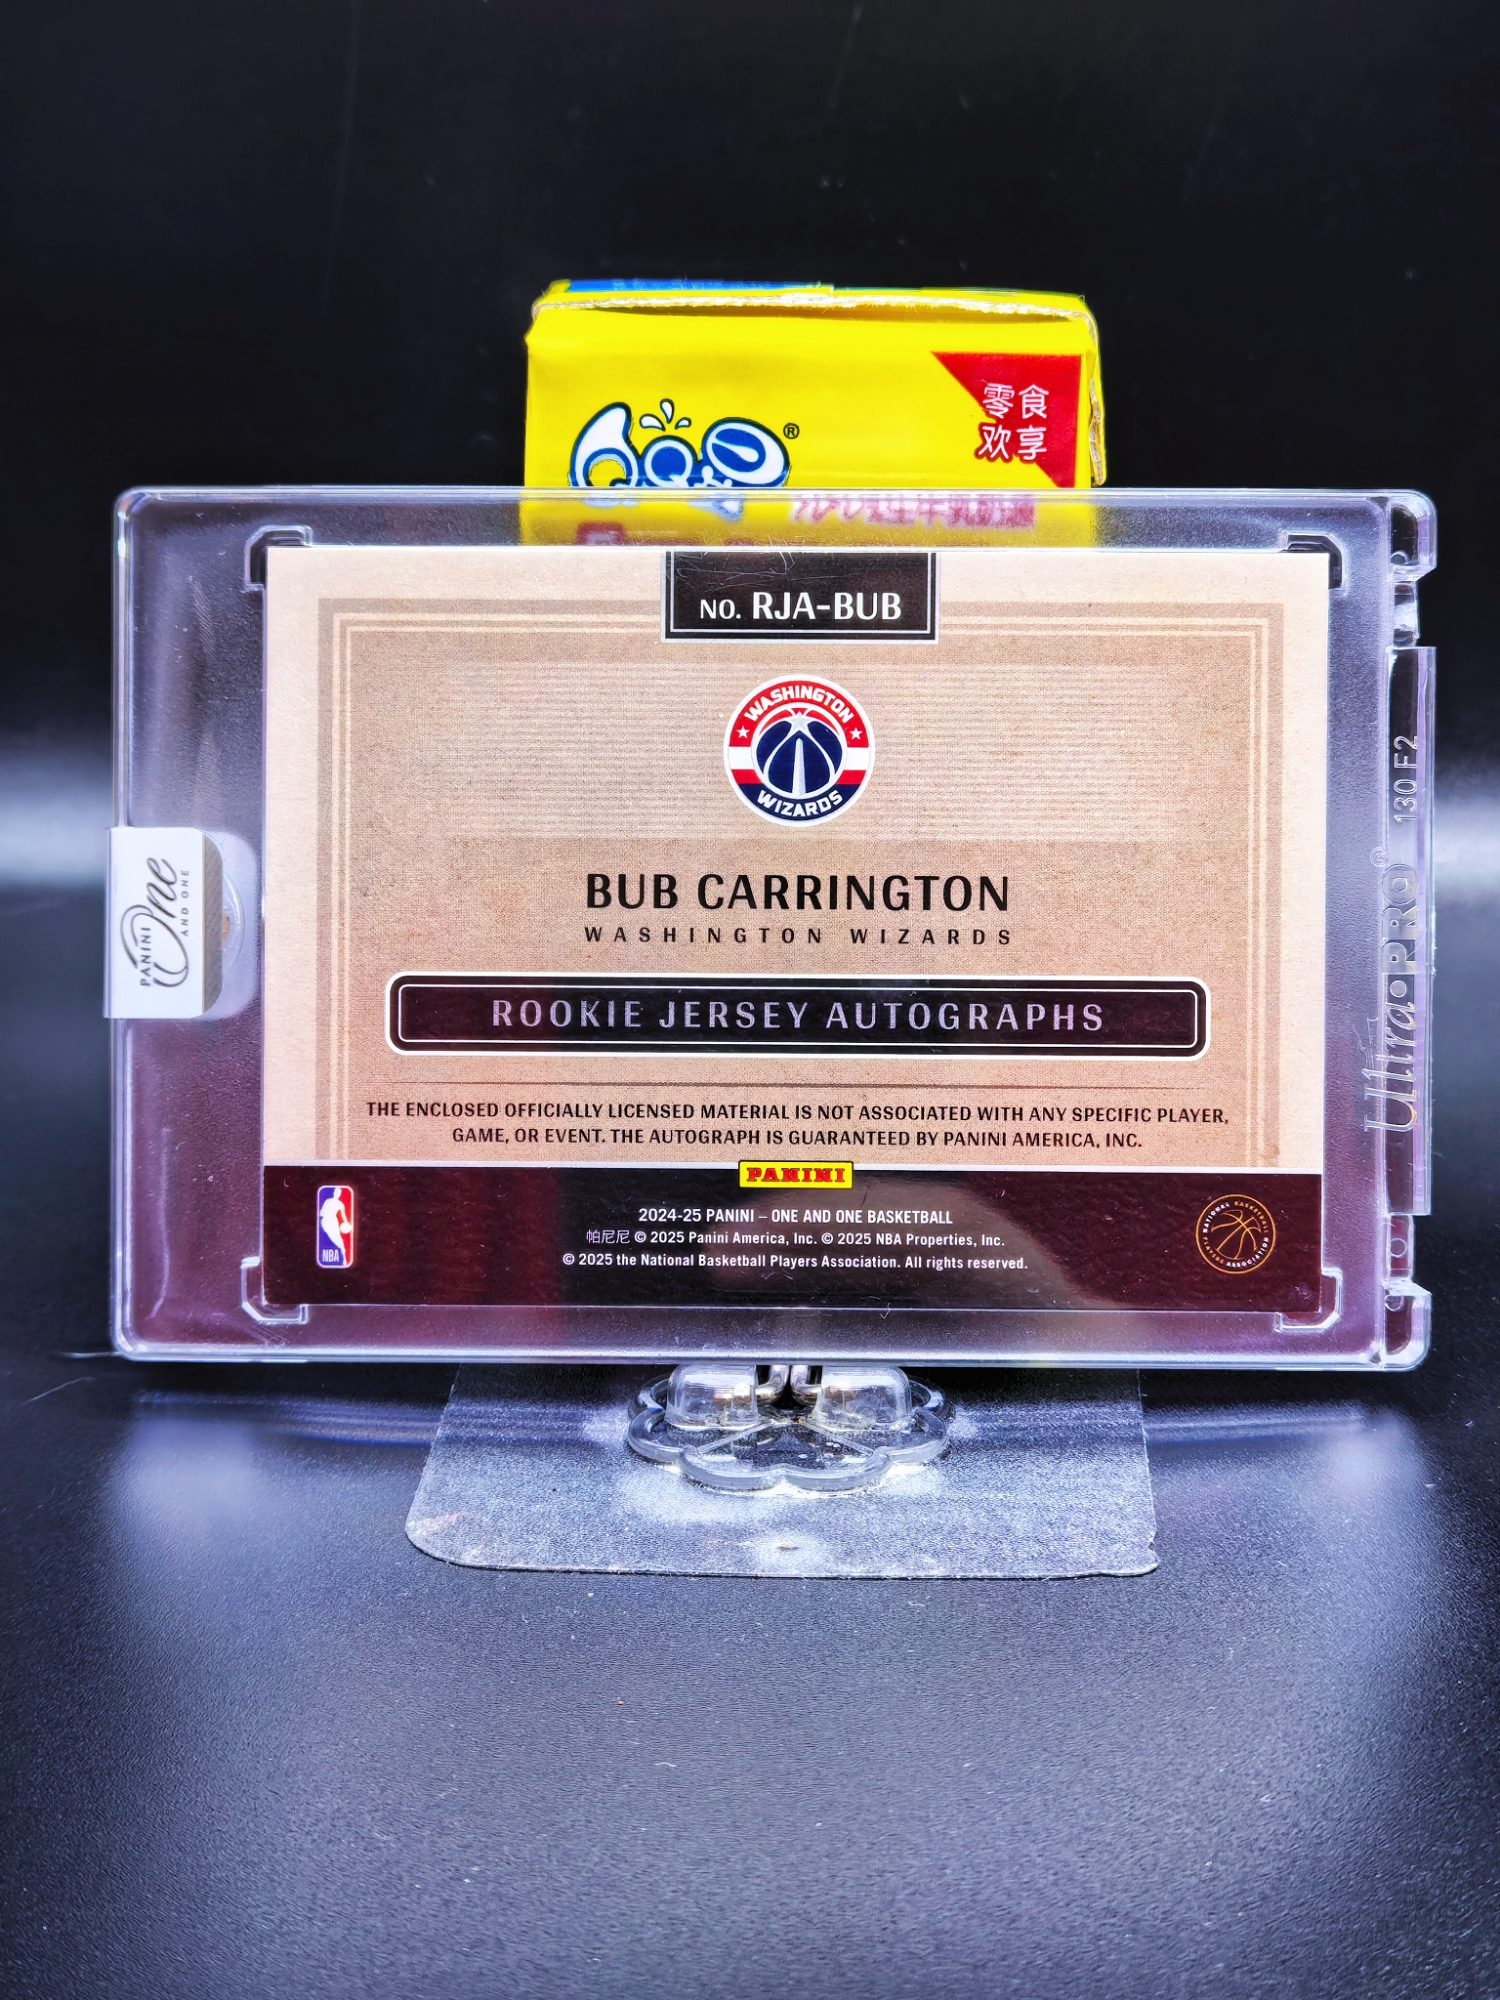 ®
零食
欢享
NO. RJA-BUB
WASHINGTON
WIZARDS
BUB CARRINGTON
WASHINGTON WIZARDS
ROOKIE JERSEY AUTOGRAPHS
THE ENCLOSED OFFICIALLY LICENSED MATERIAL IS NOT ASSOCIATED WITH ANY SPECIFIC PLAYER,
GAME, OR EVENT. THE AUTOGRAPH IS GUARANTEED BY PANINI AMERICA, INC.
PANINI
NBA
2024-25 PANINI – ONE AND ONE BASKETBALL
帕尼尼 © 2025 Panini America, Inc. © 2025 NBA Properties, Inc.
© 2025 the National Basketball Players Association. All rights reserved.
NATIONAL BASKETBALL
PLAYERS ASSOCIATION
PANINI
One
AND ONE
Ultra•PRO® 130 F2